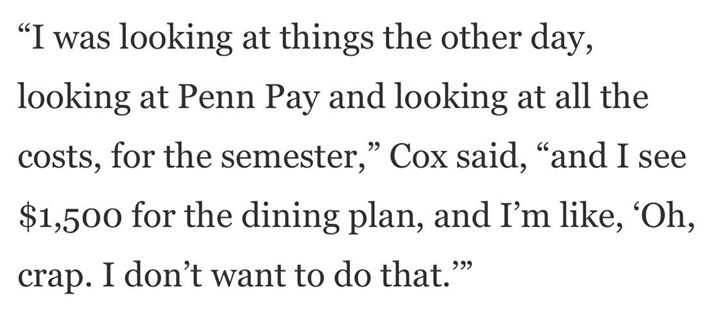 “I was looking at things the other day,
looking at Penn Pay and looking at all the
costs, for the semester,” Cox said, “and I see
$1,500 for the dining plan, and I’m like, ‘Oh,
crap. I don’t want to do that.’”